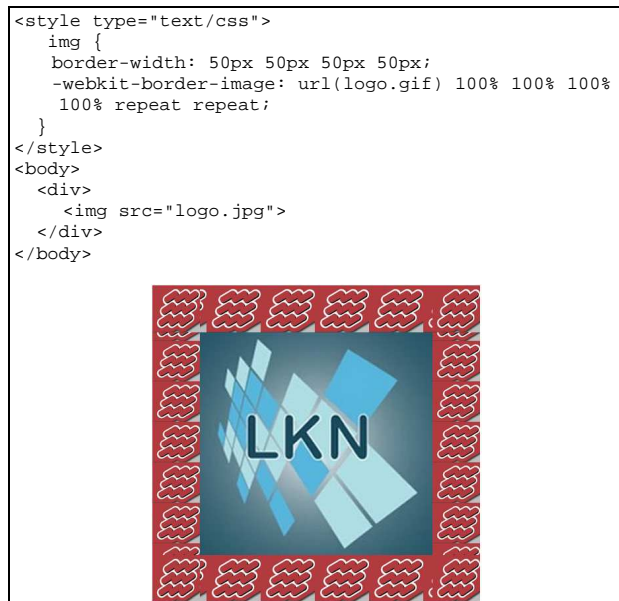 <style type="text/css">
img {
border-width: 50px 50px 50px 50px;
-webkit-border-image: url(logo.gif) 100% 100% 100%
100% repeat repeat;
}
</style>
<body>
<div>
<img src="logo.jpg">
</div>
</body>
LKN